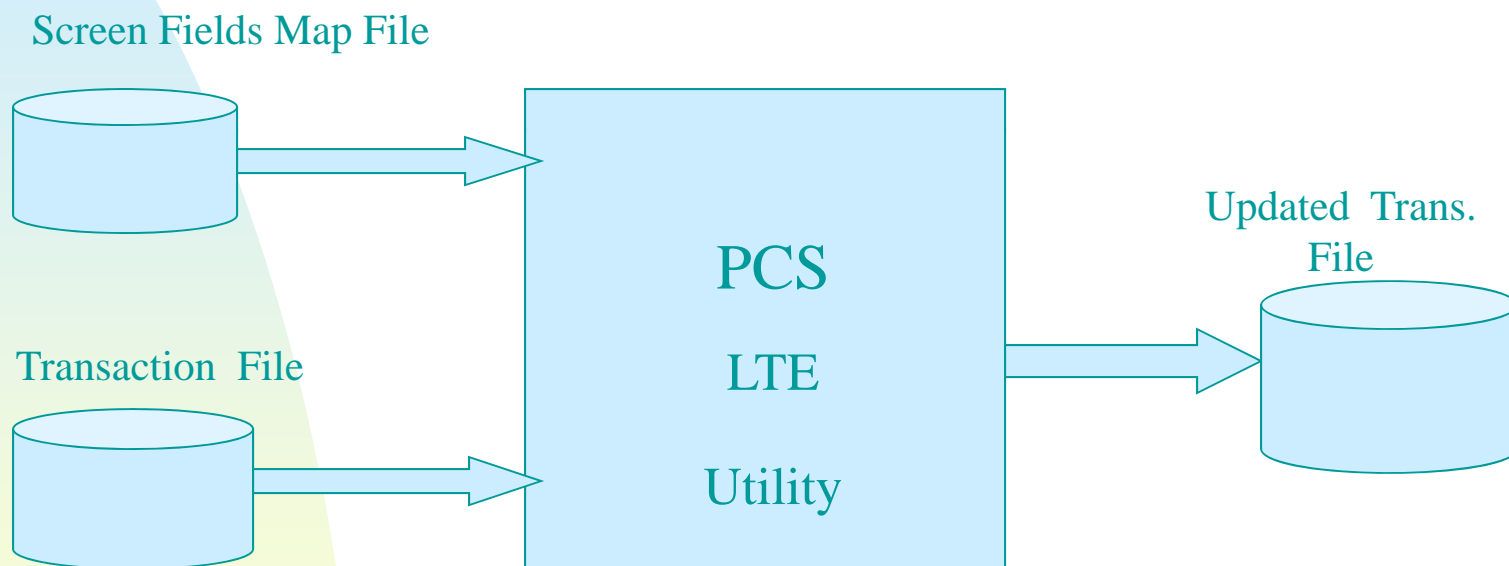 Screen Fields Map File
Transaction File
PCS
LTE
Utility
Updated Trans.
File